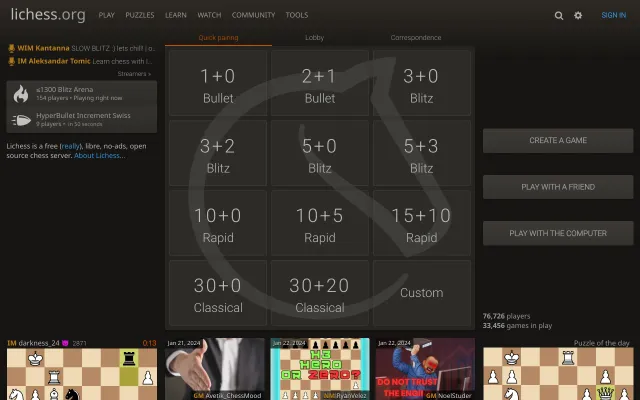 lichess.org
PLAY
PUZZLES
LEARN
WATCH
COMMUNITY
TOOLS
SIGN IN
WIM Kantanna SLOW BLITZ :) lets chill! | o...
IM Aleksandar Tomic Learn chess with I...
Streamers »
≤1300 Blitz Arena
154 players • Playing right now
HyperBullet Increment Swiss
9 players • in 50 seconds
Lichess is a free (really), libre, no-ads, open
source chess server. About Lichess...
Quick pairing
Lobby
Correspondence
1+0
Bullet
2+1
Bullet
3+0
Blitz
3+2
Blitz
5+0
Blitz
5+3
Blitz
10+0
Rapid
10+5
Rapid
15+10
Rapid
30+0
Classical
30+20
Classical
Custom
CREATE A GAME
PLAY WITH A FRIEND
PLAY WITH THE COMPUTER
76,726 players
33,456 games in play
IM darkness_24 2871
0:13
Jan 21, 2024
GM Avetik_ChessMood
Jan 22, 2024
H3
HERO
OR ZERO?
NM RyanVelez
Jan 22, 2024
DO NOT TRUST
THE ENGINE!
GM NoelStuder
Puzzle of the day